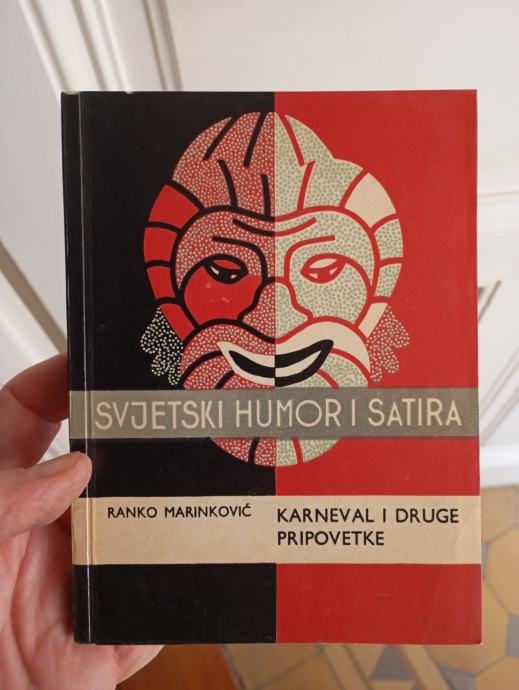 SVJETSKI HUMOR I SATIRA
RANKO MARINKOVIĆ
KARNEVAL I DRUGE
PRIPOVETKE